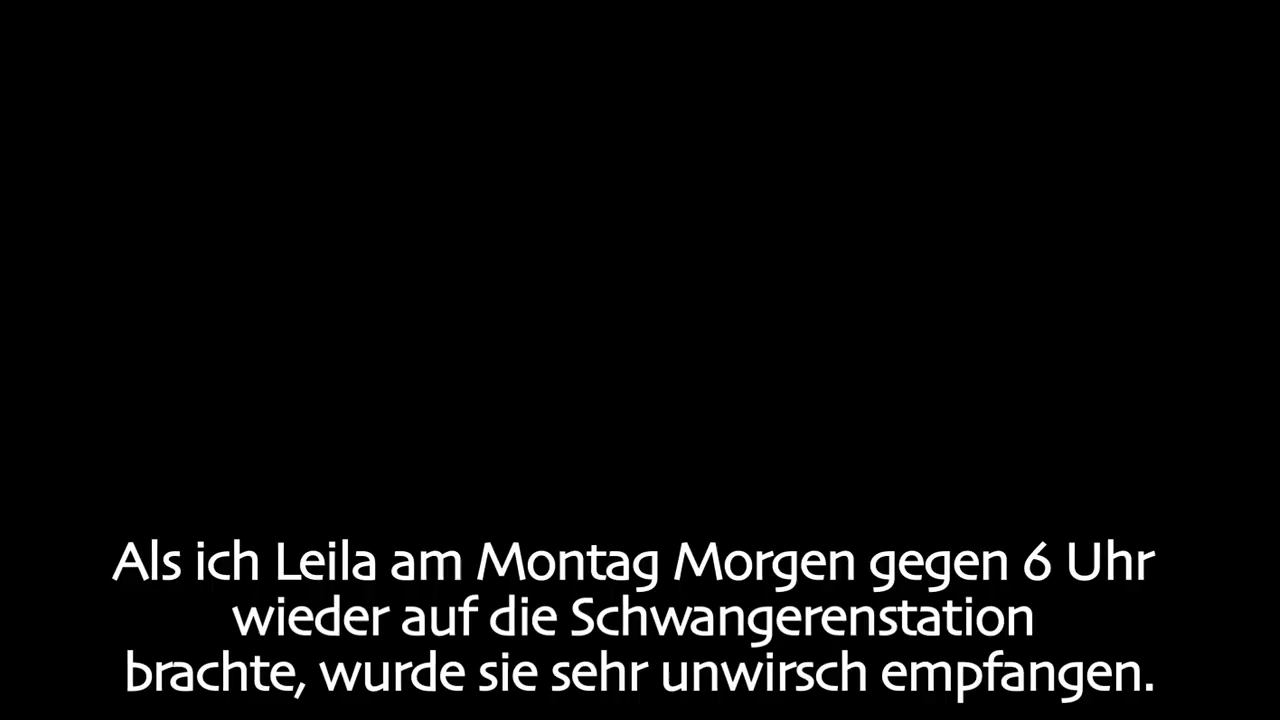 Als ich Leila am Montag Morgen gegen 6 Uhr
wieder auf die Schwangerenstation
brachte, wurde sie sehr unwirsch empfangen.